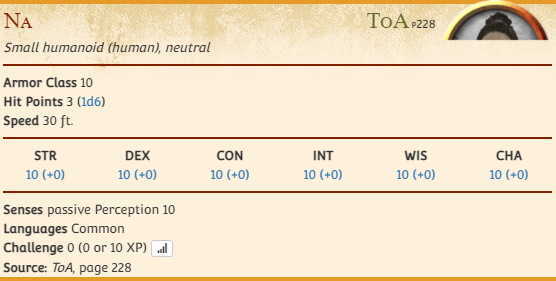 Na ToA p228
Small humanoid (human), neutral
Armor Class 10
Hit Points 3 (1d6)
Speed 30 ft.
STR DEX CON INT WIS CHA
10 (+0) 10 (+0) 10 (+0) 10 (+0) 10 (+0) 10 (+0)
Senses passive Perception 10
Languages Common
Challenge 0 (0 or 10 XP)
Source: ToA, page 228